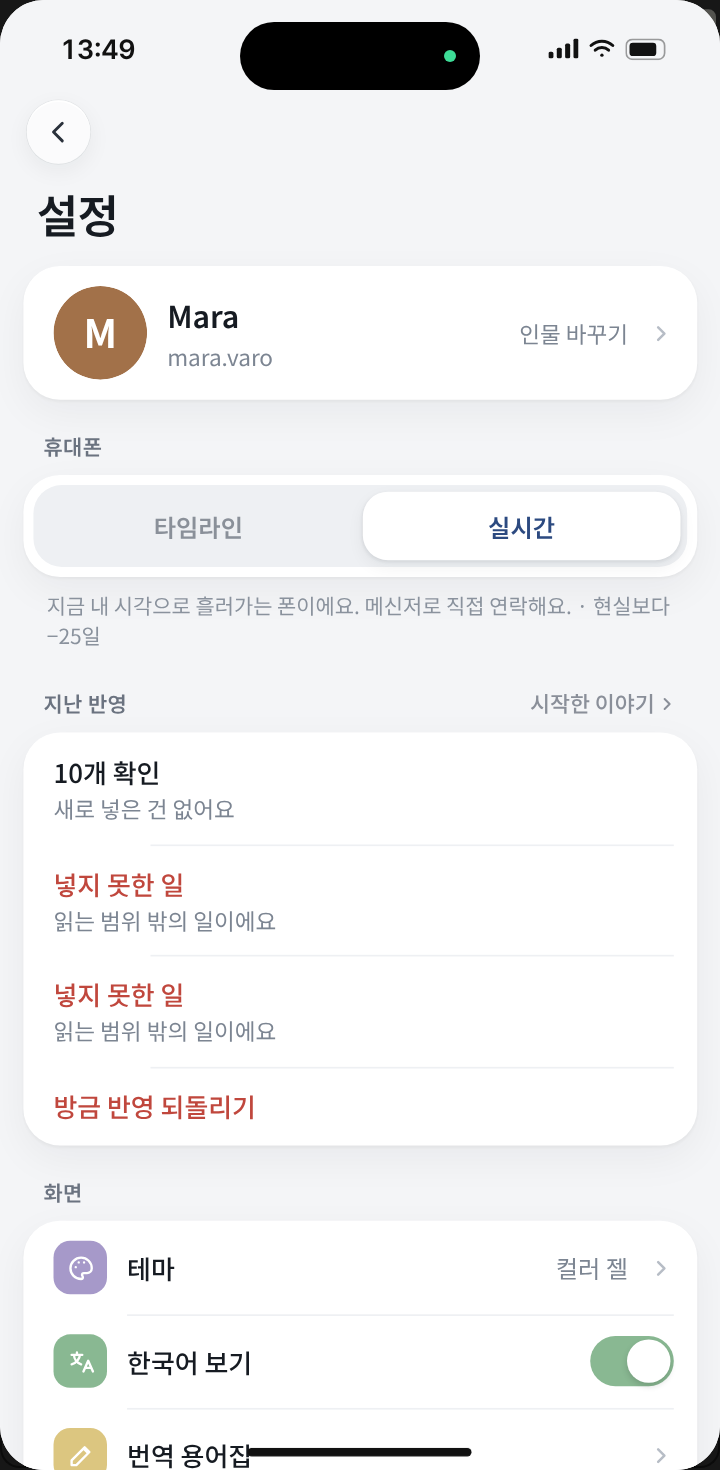 13:49
설정
M
Mara
mara.varo
인물 바꾸기
휴대폰
타임라인
실시간
지금 내 시각으로 흘러가는 폰이에요. 메신저로 직접 연락해요. · 현실보다
−25일
지난 반영
시작한 이야기
10개 확인
새로 넣은 건 없어요
넣지 못한 일
읽는 범위 밖의 일이에요
넣지 못한 일
읽는 범위 밖의 일이에요
방금 반영 되돌리기
화면
테마
컬러 젤
文A
한국어 보기
번역 용어집